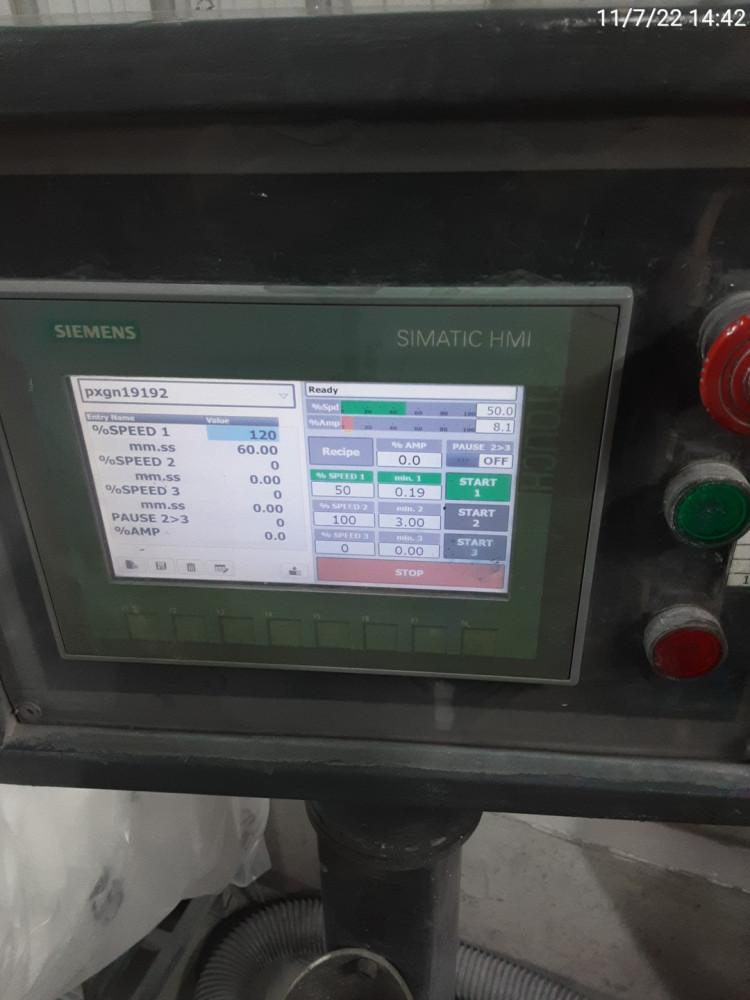 11/7/22 14:42
SIEMENS
SIMATIC HMI
pxgn19192
Entry Name Value
%SPEED 1 120
mm.ss 60.00
%SPEED 2 0
mm.ss 0.00
%SPEED 3 0
mm.ss 0.00
PAUSE 2>3 0
%AMP 0.0
Ready
%Spd 50.0
%Amp 8.1
Recipe
% AMP
0.0
PAUSE 2>3
OFF
% SPEED 1 min. 1 START 1
50 0.19
% SPEED 2 min. 2 START 2
100 3.00
% SPEED 3 min. 3 START 3
0 0.00
STOP